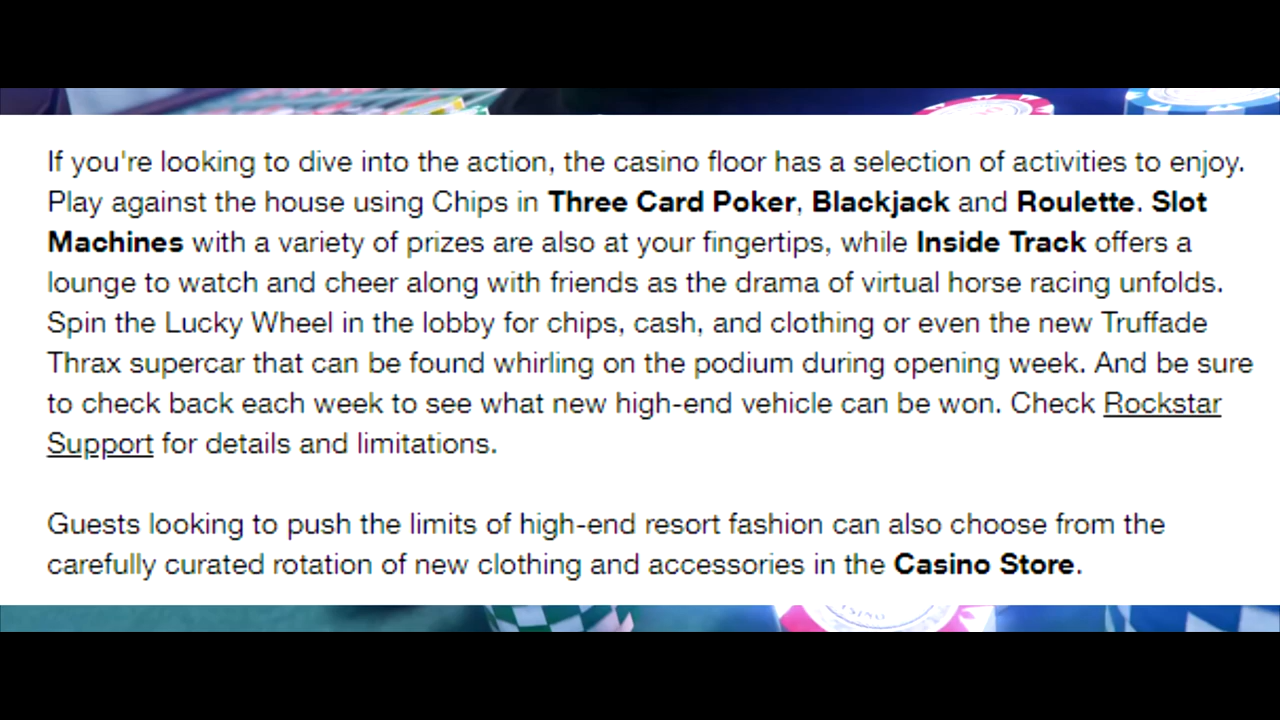 If you're looking to dive into the action, the casino floor has a selection of activities to enjoy.
Play against the house using Chips in Three Card Poker, Blackjack and Roulette. Slot
Machines with a variety of prizes are also at your fingertips, while Inside Track offers a
lounge to watch and cheer along with friends as the drama of virtual horse racing unfolds.
Spin the Lucky Wheel in the lobby for chips, cash, and clothing or even the new Truffade
Thrax supercar that can be found whirling on the podium during opening week. And be sure
to check back each week to see what new high-end vehicle can be won. Check Rockstar
Support for details and limitations.
Guests looking to push the limits of high-end resort fashion can also choose from the
carefully curated rotation of new clothing and accessories in the Casino Store.